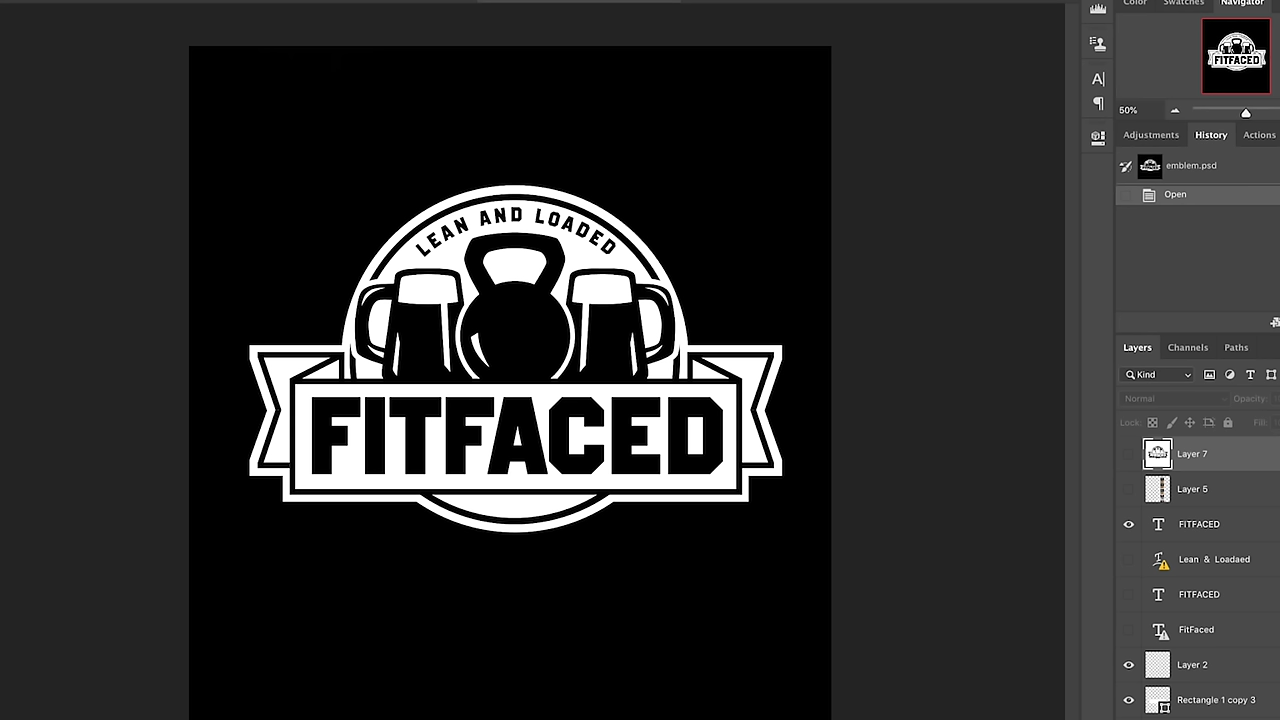 Color Swatches Navigator
FITFACED
A|
50%
Adjustments History Actions
emblem.psd
Open
LEAN AND LOADED
FITFACED
Layers Channels Paths
Kind
Normal Opacity:
Lock: Fill:
Layer 7
Layer 5
T FITFACED
Lean & Loadaed
T FITFACED
T FitFaced
Layer 2
Rectangle 1 copy 3